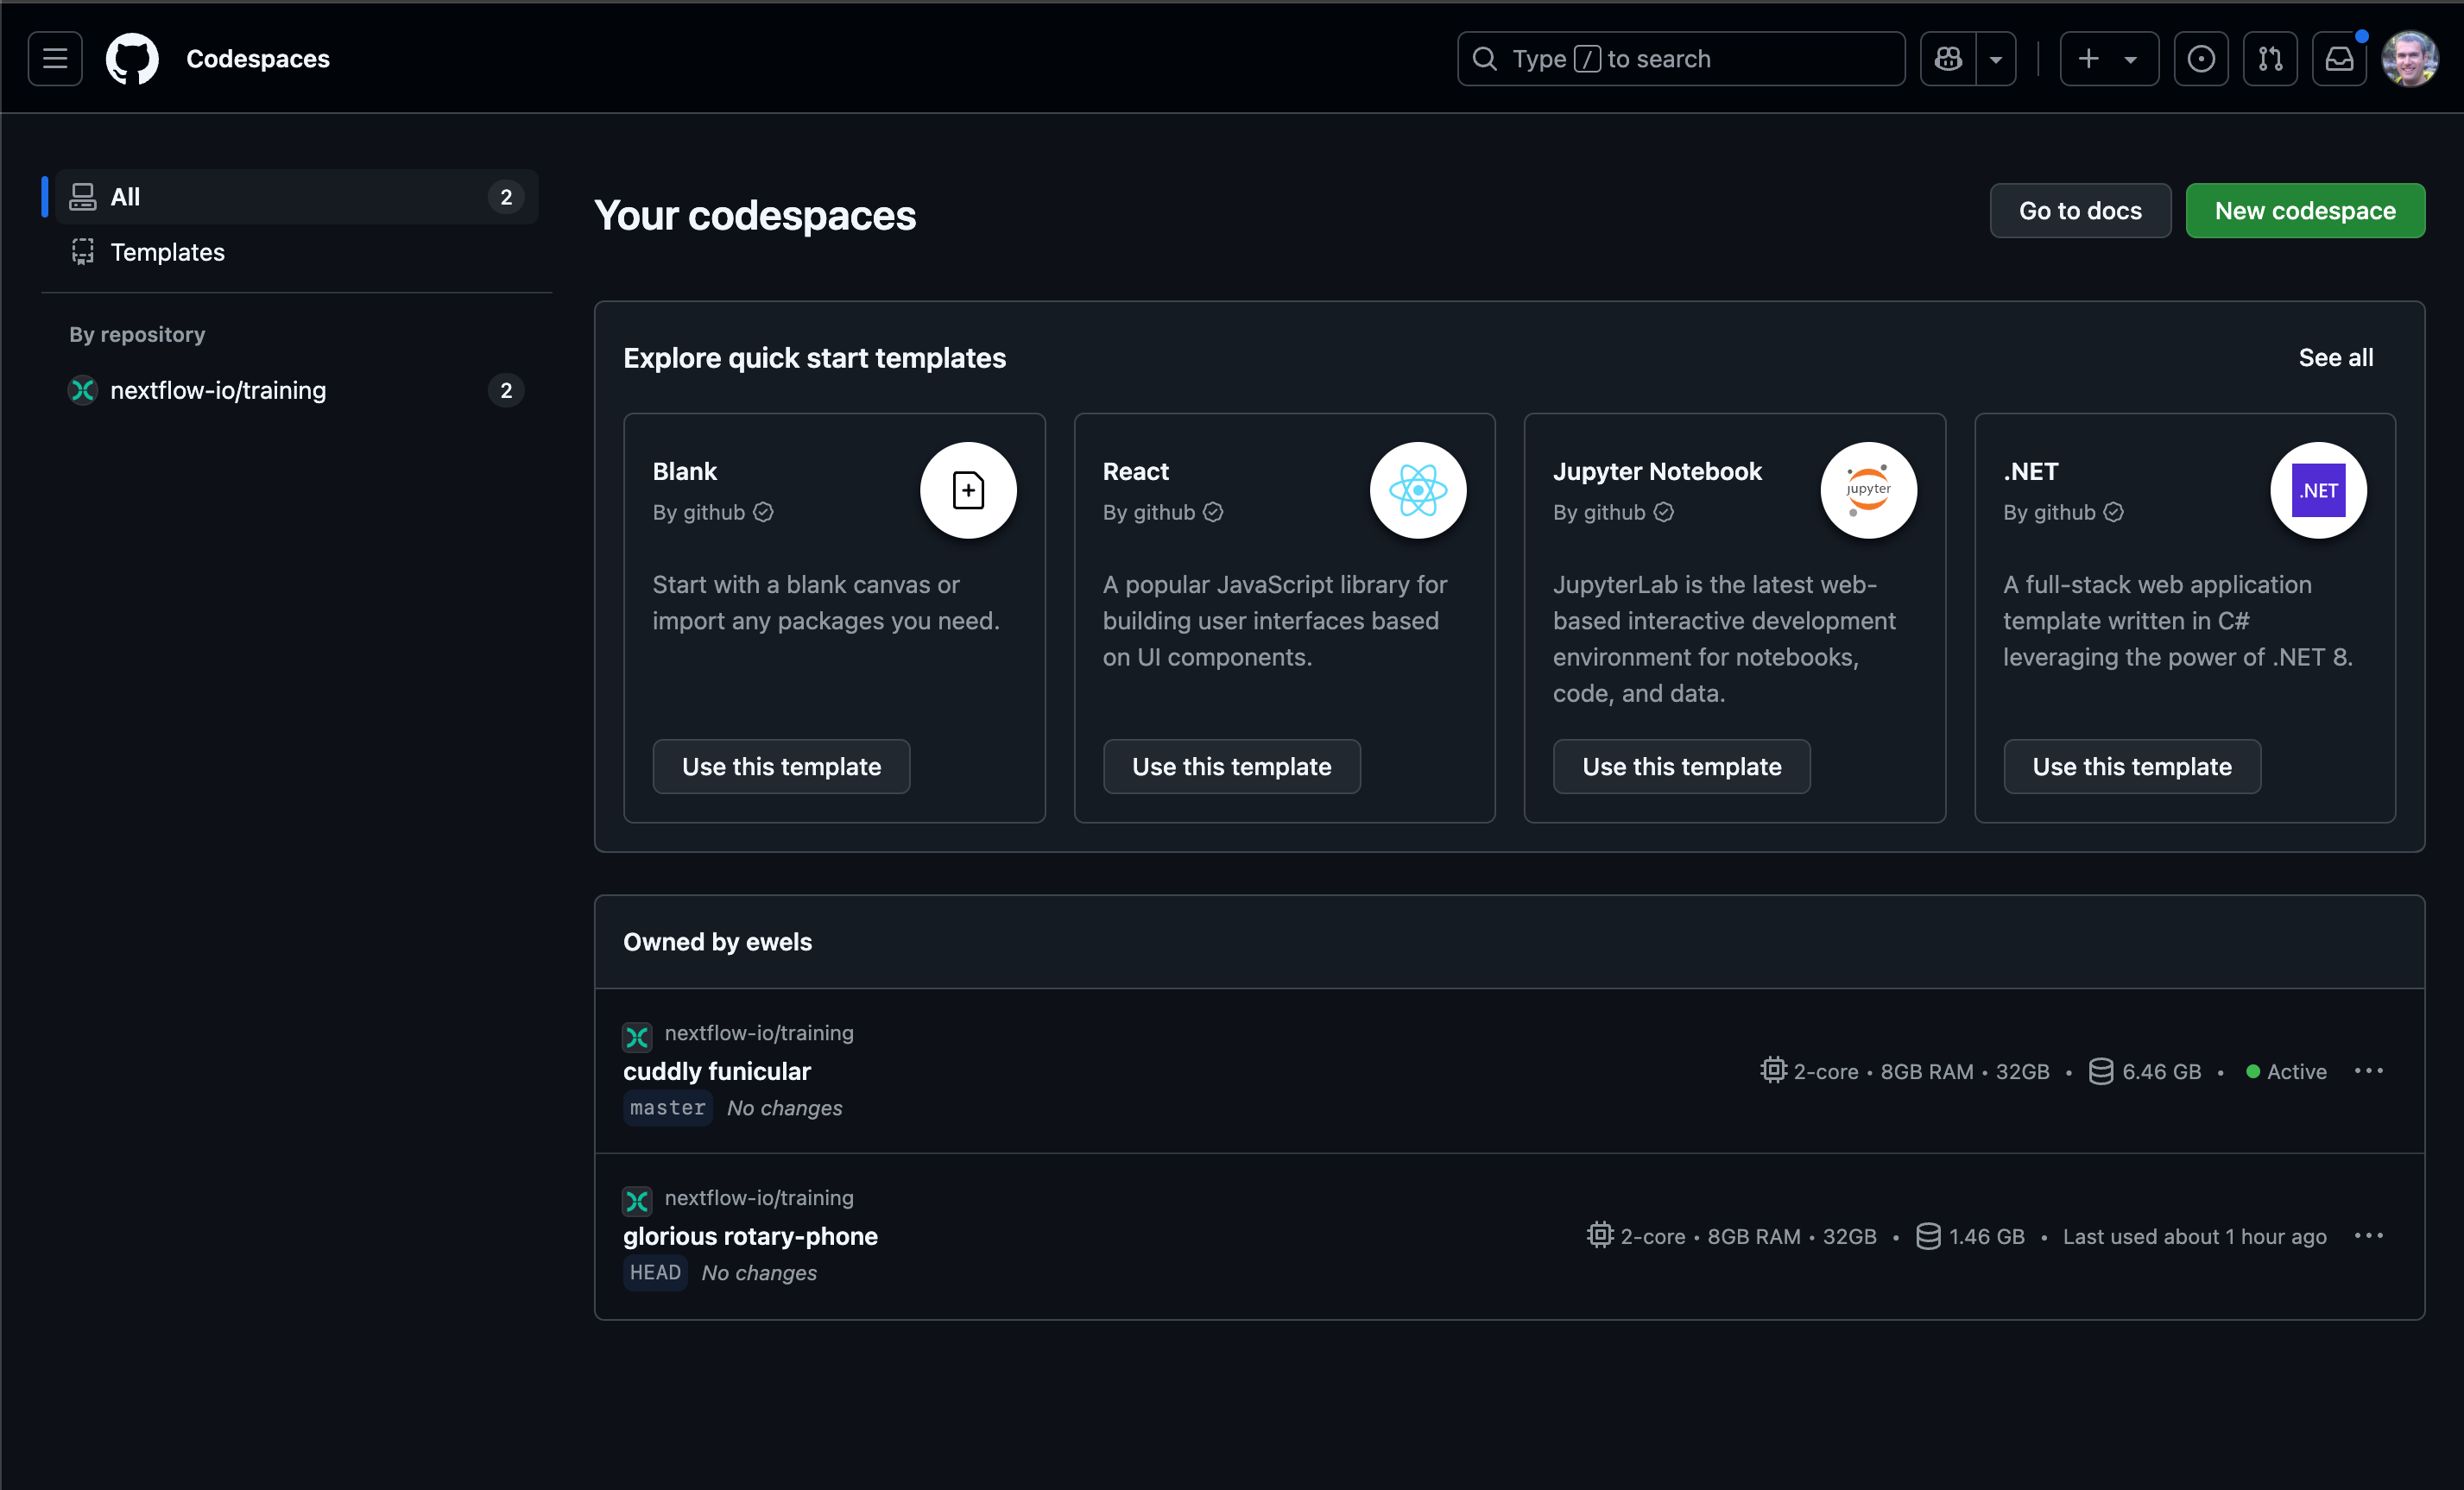 Codespaces
Type / to search
All 2
Templates
By repository
nextflow-io/training 2
Your codespaces
Go to docs
New codespace
Explore quick start templates
See all
Blank
By github
Start with a blank canvas or
import any packages you need.
Use this template
React
By github
A popular JavaScript library for
building user interfaces based
on UI components.
Use this template
Jupyter Notebook
By github
jupyter
JupyterLab is the latest web-
based interactive development
environment for notebooks,
code, and data.
Use this template
.NET
By github
.NET
A full-stack web application
template written in C#
leveraging the power of .NET 8.
Use this template
Owned by ewels
nextflow-io/training
cuddly funicular
master No changes
2-core • 8GB RAM • 32GB • 6.46 GB • Active
nextflow-io/training
glorious rotary-phone
HEAD No changes
2-core • 8GB RAM • 32GB • 1.46 GB • Last used about 1 hour ago